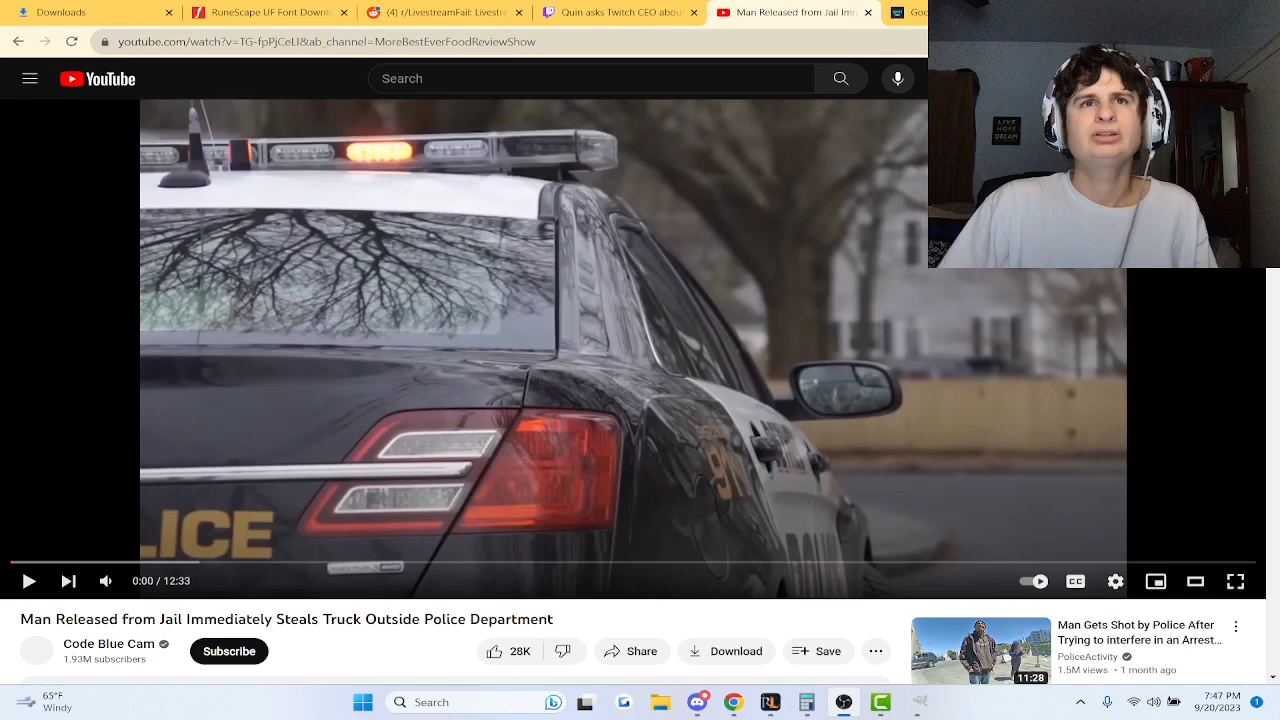 Downloads
RuneScape UF Font Downlo
(4) r/LivestreamFail: Livestre
Quin asks Twitch CEO about
Man Released from Jail Imm
Goo
youtube.com/watch?v=TG-fpPjCeLI&ab_channel=MoreBestEverFoodReviewShow
YouTube
Search
LIVE
HOPE
DREAM
LICE
0:00 / 12:33
CC
Man Released from Jail Immediately Steals Truck Outside Police Department
Code Blue Cam
1.93M subscribers
Subscribe
28K
Share
Download
Save
11:28
Man Gets Shot by Police After
Trying to interfere in an Arrest...
PoliceActivity
1.5M views • 1 month ago
65°F
Windy
Search
7:47 PM
9/20/2023
1